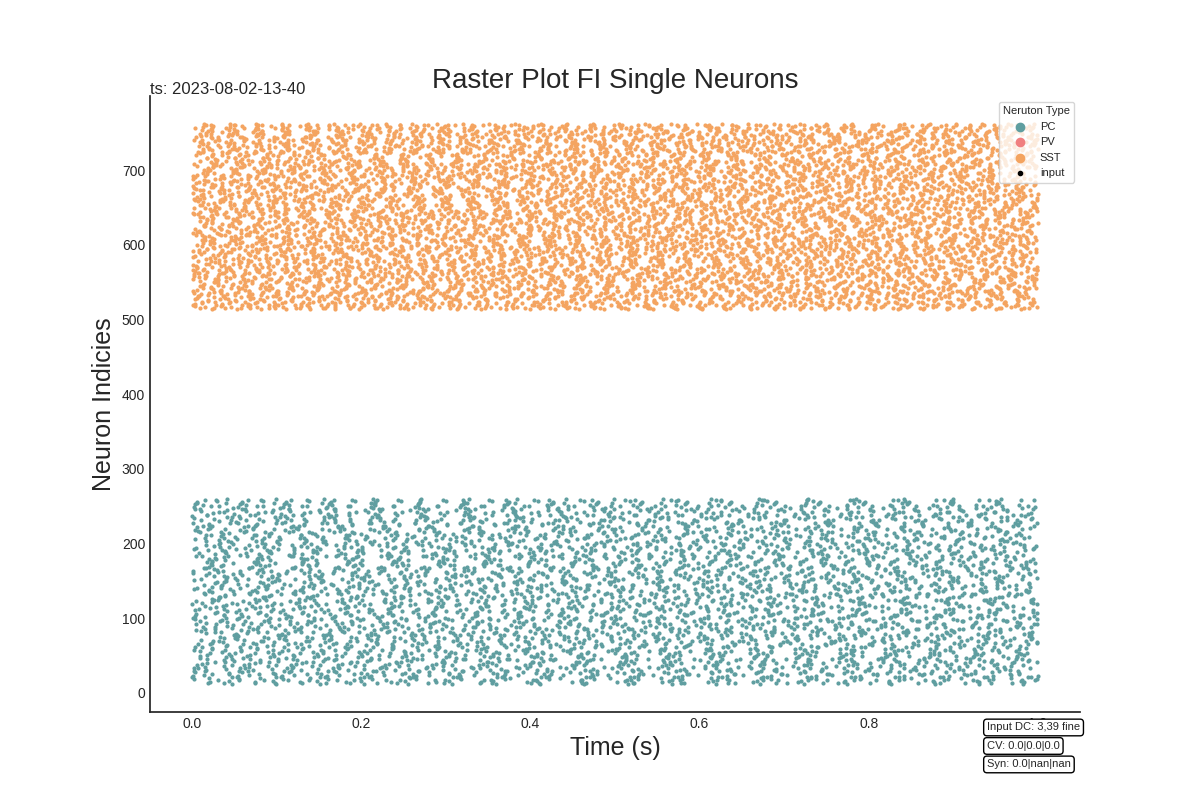 Raster Plot FI Single Neurons
ts: 2023-08-02-13-40
Neruton Type
PC
PV
SST
input
700
600
500
400
300
200
100
0
Neuron Indicies
0.0 0.2 0.4 0.6 0.8
Time (s)
Input DC: 3,39 fine
CV: 0.0|0.0|0.0
Syn: 0.0|nan|nan